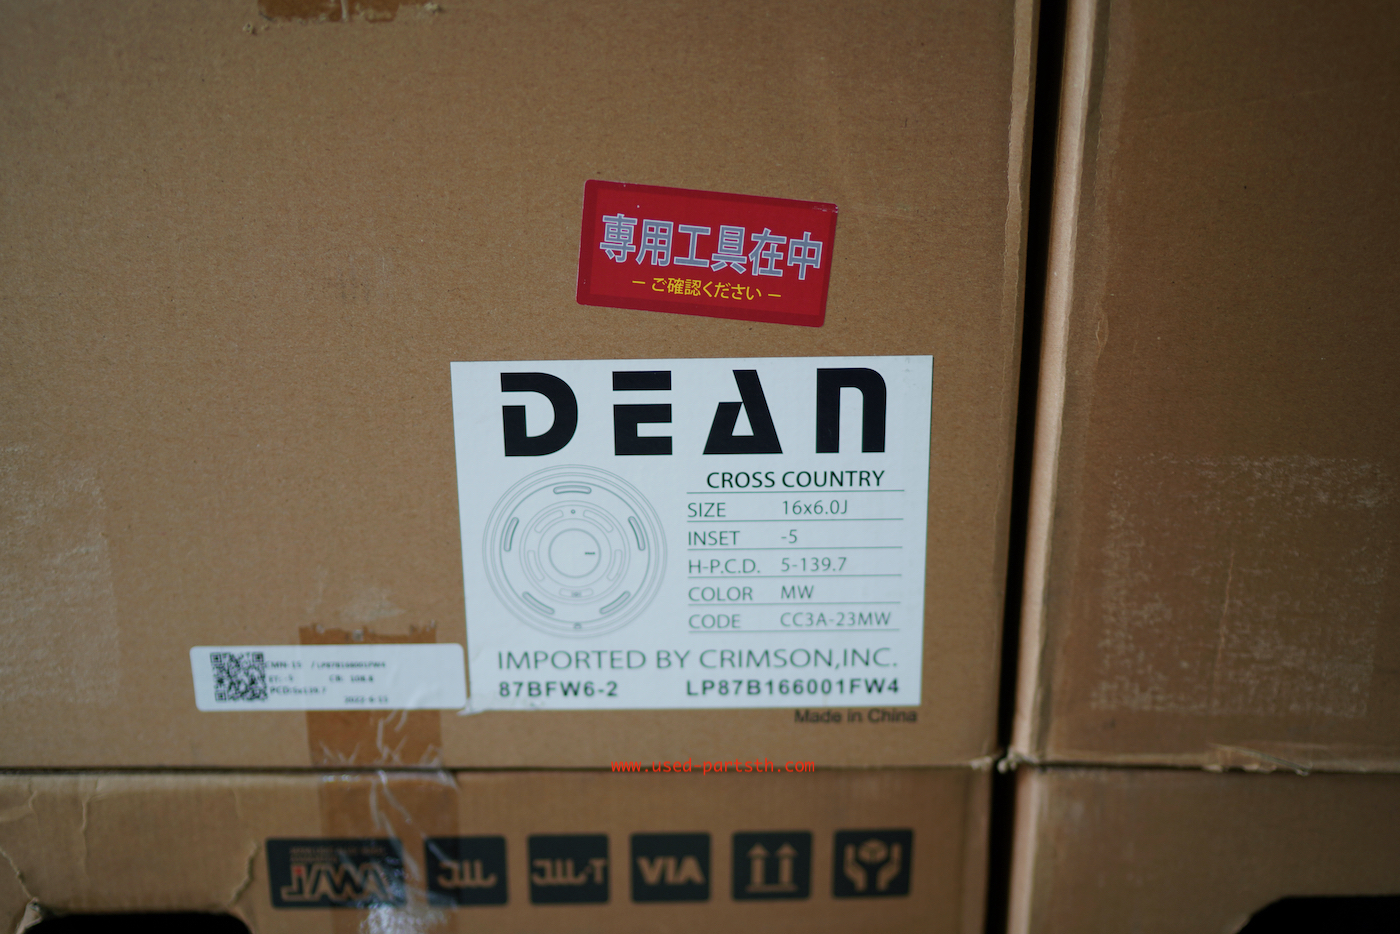 専用工具在中
− ご確認ください −
DEAN
CROSS COUNTRY
SIZE 16x6.0J
INSET -5
H-P.C.D. 5-139.7
COLOR MW
CODE CC3A-23MW
IMPORTED BY CRIMSON,INC.
87BFW6-2 LP87B166001FW4
Made in China
www.used-partsth.com
JAWA JWL JWL-T VIA